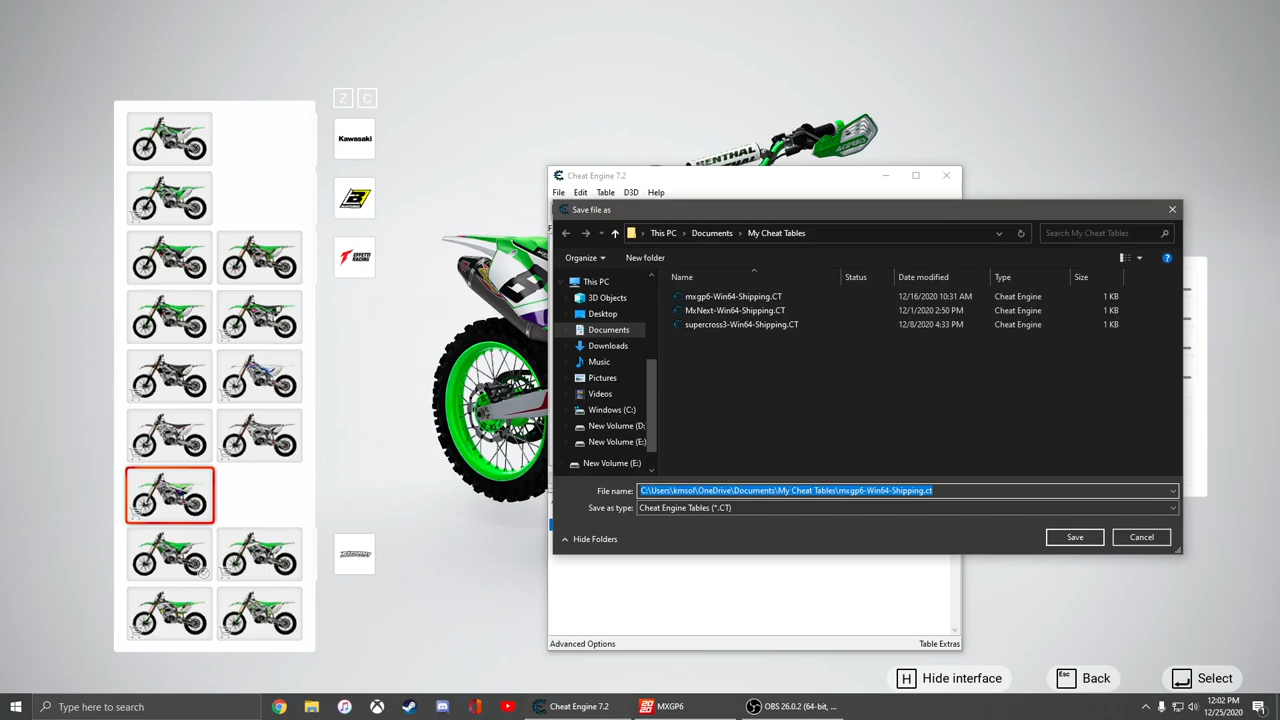 Z C
Kawasaki
EFFETTI RACING
RENTHAL
ACERBIS
Cheat Engine 7.2
File Edit Table D3D Help
Save file as
This PC > Documents > My Cheat Tables
Search My Cheat Tables
Organize
New folder
Name Status Date modified Type Size
This PC
3D Objects
Desktop
Documents
Downloads
Music
Pictures
Videos
Windows (C:)
New Volume (D:
New Volume (E:)
New Volume (E:)
mxgp6-Win64-Shipping.CT 12/16/2020 10:31 AM Cheat Engine 1 KB
MxNext-Win64-Shipping.CT 12/1/2020 2:50 PM Cheat Engine 1 KB
supercross3-Win64-Shipping.CT 12/8/2020 4:33 PM Cheat Engine 1 KB
File name: C:\Users\kmsol\OneDrive\Documents\My Cheat Tables\mxgp6-Win64-Shipping.ct
Save as type: Cheat Engine Tables (*.CT)
Hide Folders
Save
Cancel
Advanced Options
Table Extras
H Hide interface
Esc Back
Select
Type here to search
Cheat Engine 7.2
MXGP6
OBS 26.0.2 (64-bit, ...
12:02 PM
12/25/2020